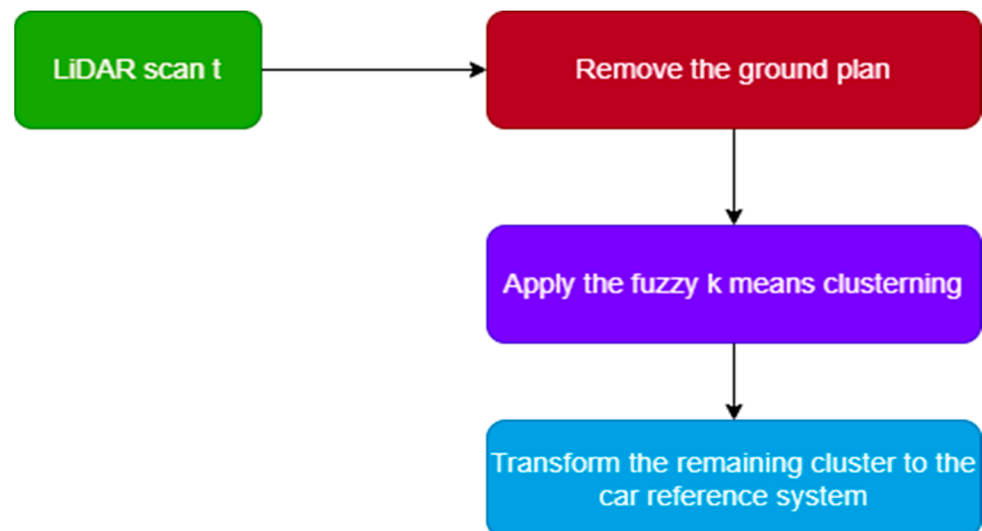 LiDAR scan t
Remove the ground plan
Apply the fuzzy k means clusterning
Transform the remaining cluster to the
car reference system